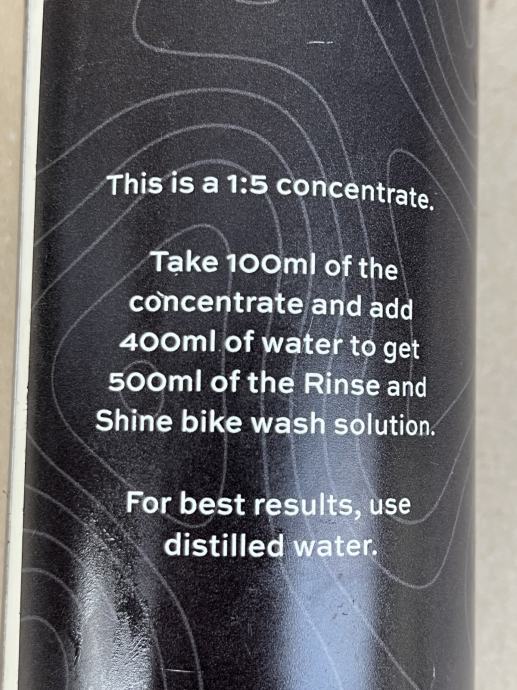 This is a 1:5 concentrate.
Take 100ml of the
concentrate and add
400ml of water to get
500ml of the Rinse and
Shine bike wash solution.
For best results, use
distilled water.